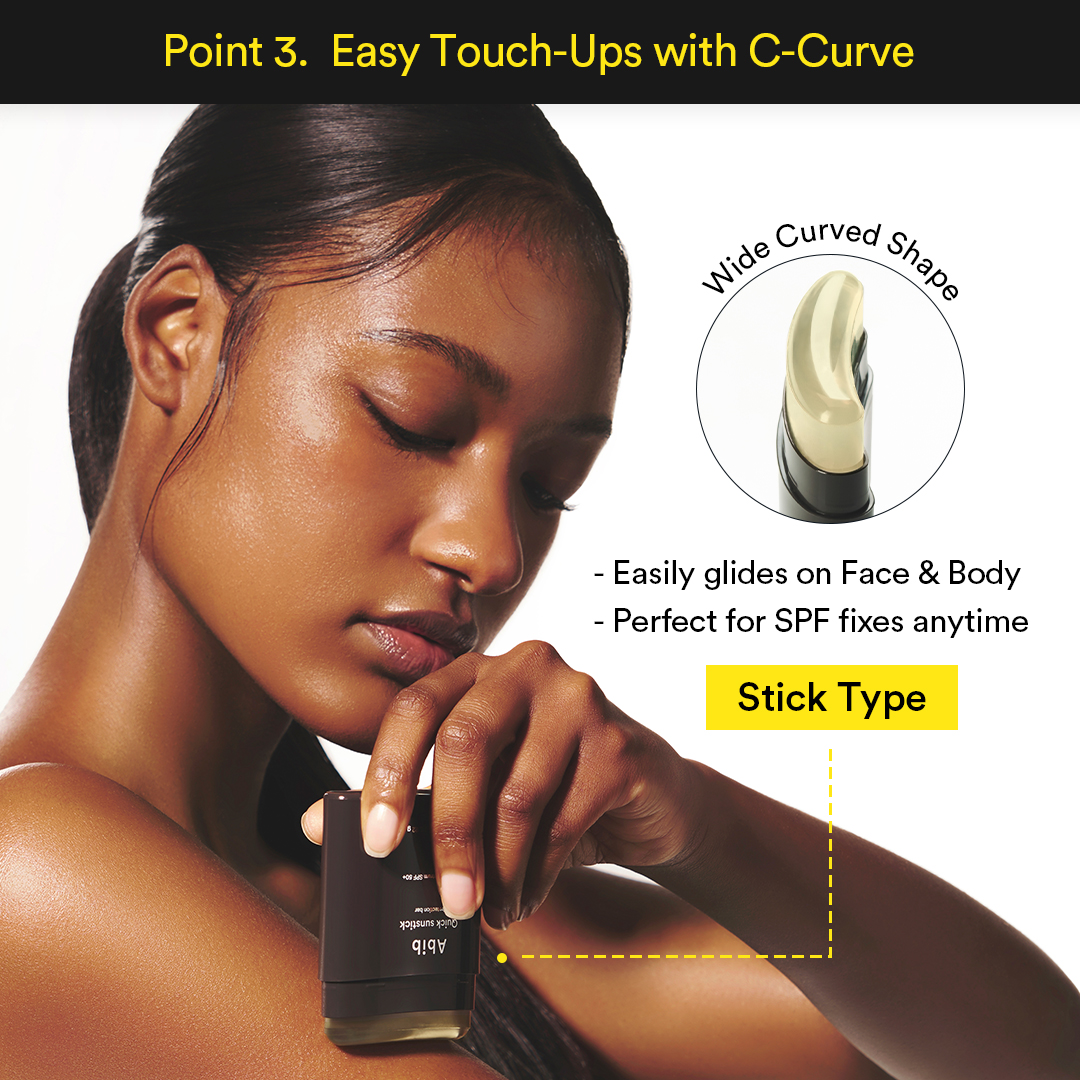 Point 3. Easy Touch-Ups with C-Curve
Wide Curved Shape
- Easily glides on Face & Body
- Perfect for SPF fixes anytime
Stick Type
Abib
Quick sunstick
bar
SPF 50+